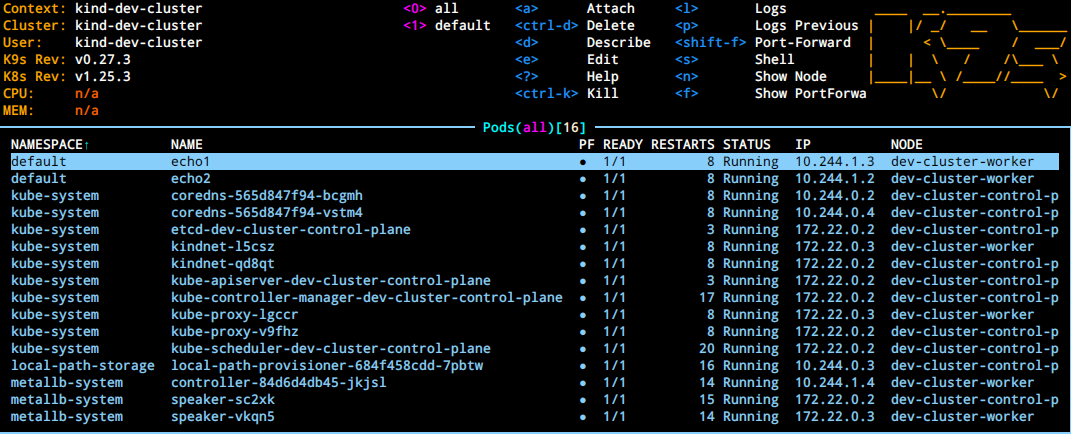 Context: kind-dev-cluster <0> all <a> Attach <l> Logs
Cluster: kind-dev-cluster <1> default <ctrl-d> Delete <p> Logs Previous
User: kind-dev-cluster <d> Describe <shift-f> Port-Forward
K9s Rev: v0.27.3 <e> Edit <s> Shell
K8s Rev: v1.25.3 <?> Help <n> Show Node
CPU: n/a <ctrl-k> Kill <f> Show PortForwa
MEM: n/a
Pods(all)[16]
NAMESPACE↑ NAME PF READY RESTARTS STATUS IP NODE
default echo1 ● 1/1 8 Running 10.244.1.3 dev-cluster-worker
default echo2 ● 1/1 8 Running 10.244.1.2 dev-cluster-worker
kube-system coredns-565d847f94-bcgmh ● 1/1 8 Running 10.244.0.2 dev-cluster-control-p
kube-system coredns-565d847f94-vstm4 ● 1/1 8 Running 10.244.0.4 dev-cluster-control-p
kube-system etcd-dev-cluster-control-plane ● 1/1 3 Running 172.22.0.2 dev-cluster-control-p
kube-system kindnet-l5csz ● 1/1 8 Running 172.22.0.3 dev-cluster-worker
kube-system kindnet-qd8qt ● 1/1 8 Running 172.22.0.2 dev-cluster-control-p
kube-system kube-apiserver-dev-cluster-control-plane ● 1/1 3 Running 172.22.0.2 dev-cluster-control-p
kube-system kube-controller-manager-dev-cluster-control-plane ● 1/1 17 Running 172.22.0.2 dev-cluster-control-p
kube-system kube-proxy-lgccr ● 1/1 8 Running 172.22.0.3 dev-cluster-worker
kube-system kube-proxy-v9fhz ● 1/1 8 Running 172.22.0.2 dev-cluster-control-p
kube-system kube-scheduler-dev-cluster-control-plane ● 1/1 20 Running 172.22.0.2 dev-cluster-control-p
local-path-storage local-path-provisioner-684f458cdd-7pbtw ● 1/1 16 Running 10.244.0.3 dev-cluster-control-p
metallb-system controller-84d6d4db45-jkjsl ● 1/1 14 Running 10.244.1.4 dev-cluster-worker
metallb-system speaker-sc2xk ● 1/1 15 Running 172.22.0.2 dev-cluster-control-p
metallb-system speaker-vkqn5 ● 1/1 14 Running 172.22.0.3 dev-cluster-worker